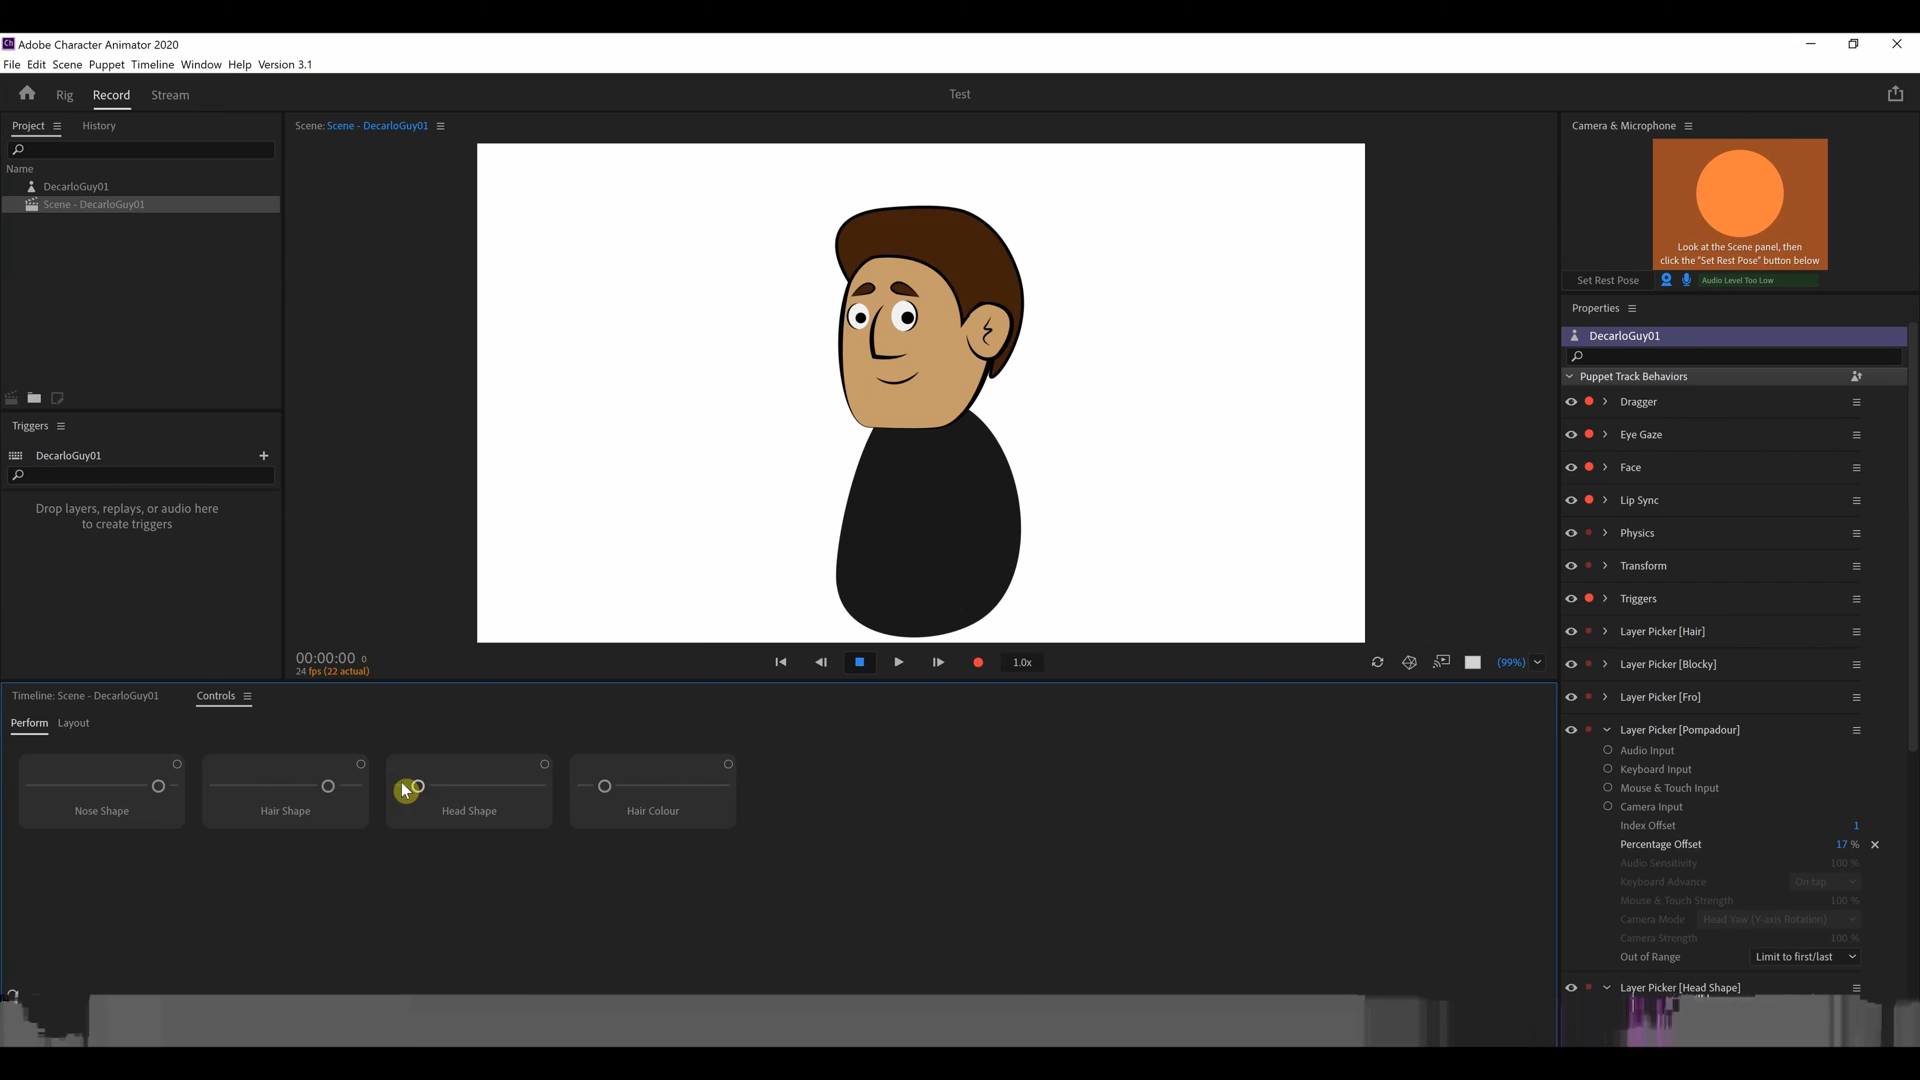 Adobe Character Animator 2020
File Edit Scene Puppet Timeline Window Help Version 3.1
Rig Record Stream
Test
Project History
Name
DecarloGuy01
Scene - DecarloGuy01
Triggers
DecarloGuy01
Drop layers, replays, or audio here
to create triggers
Scene: Scene - DecarloGuy01
00:00:00 0
24 fps (22 actual)
1.0x
(99%)
Camera & Microphone
Look at the Scene panel, then
click the "Set Rest Pose" button below
Set Rest Pose
Audio Level Too Low
Properties
DecarloGuy01
Puppet Track Behaviors
Dragger
Eye Gaze
Face
Lip Sync
Physics
Transform
Triggers
Layer Picker [Hair]
Layer Picker [Blocky]
Layer Picker [Fro]
Layer Picker [Pompadour]
Audio Input
Keyboard Input
Mouse & Touch Input
Camera Input
Index Offset 1
Percentage Offset 17 %
Audio Sensitivity 100 %
Keyboard Advance On tap
Mouse & Touch Strength 100 %
Camera Mode Head Yaw (Y-axis Rotation)
Camera Strength 100 %
Out of Range Limit to first/last
Layer Picker [Head Shape]
Timeline: Scene - DecarloGuy01 Controls
Perform Layout
Nose Shape
Hair Shape
Head Shape
Hair Colour